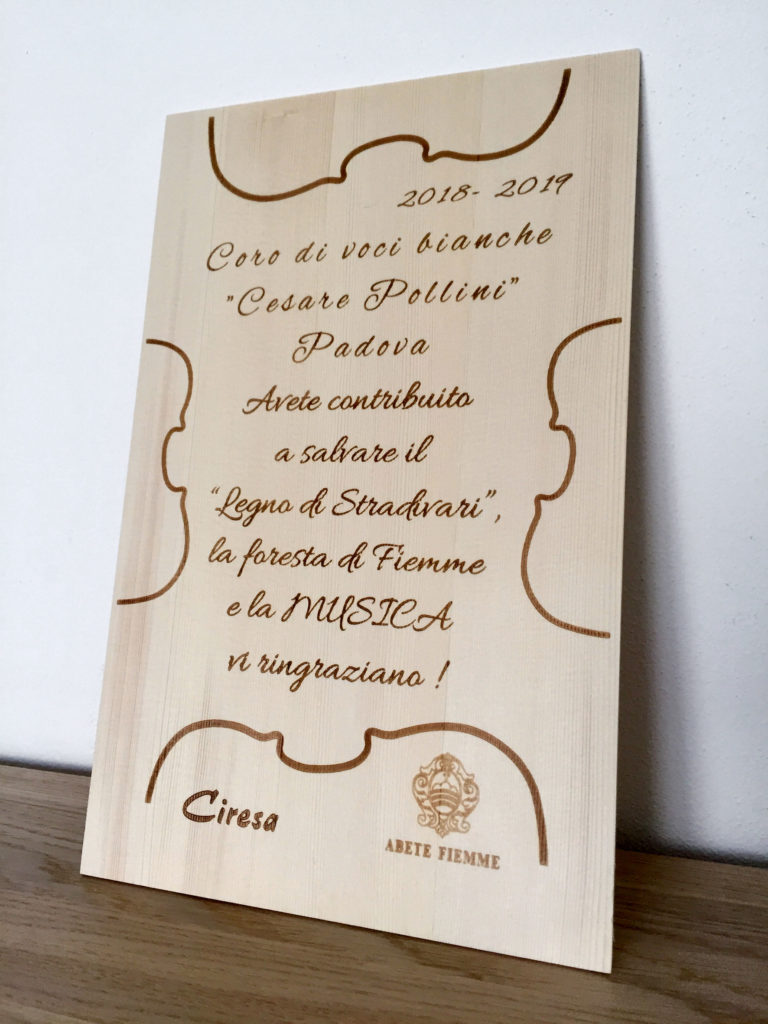 2018- 2019
Coro di voci bianche
"Cesare Pollini"
Padova
Avete contribuito
a salvare il
“Legno di Stradivari”,
la foresta di Fiemme
e la MUSICA
vi ringraziano !
Ciresa
ABETE FIEMME